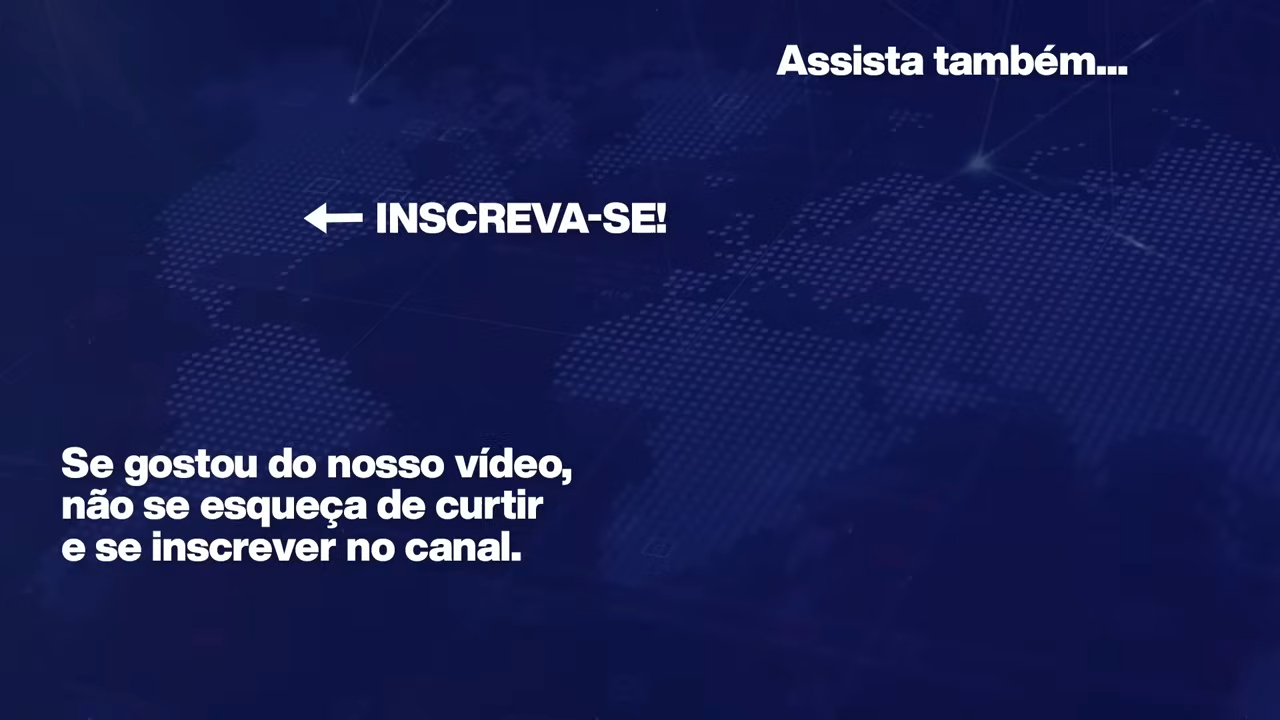 Assista também...
INSCREVA-SE!
Se gostou do nosso vídeo,
não se esqueça de curtir
e se inscrever no canal.